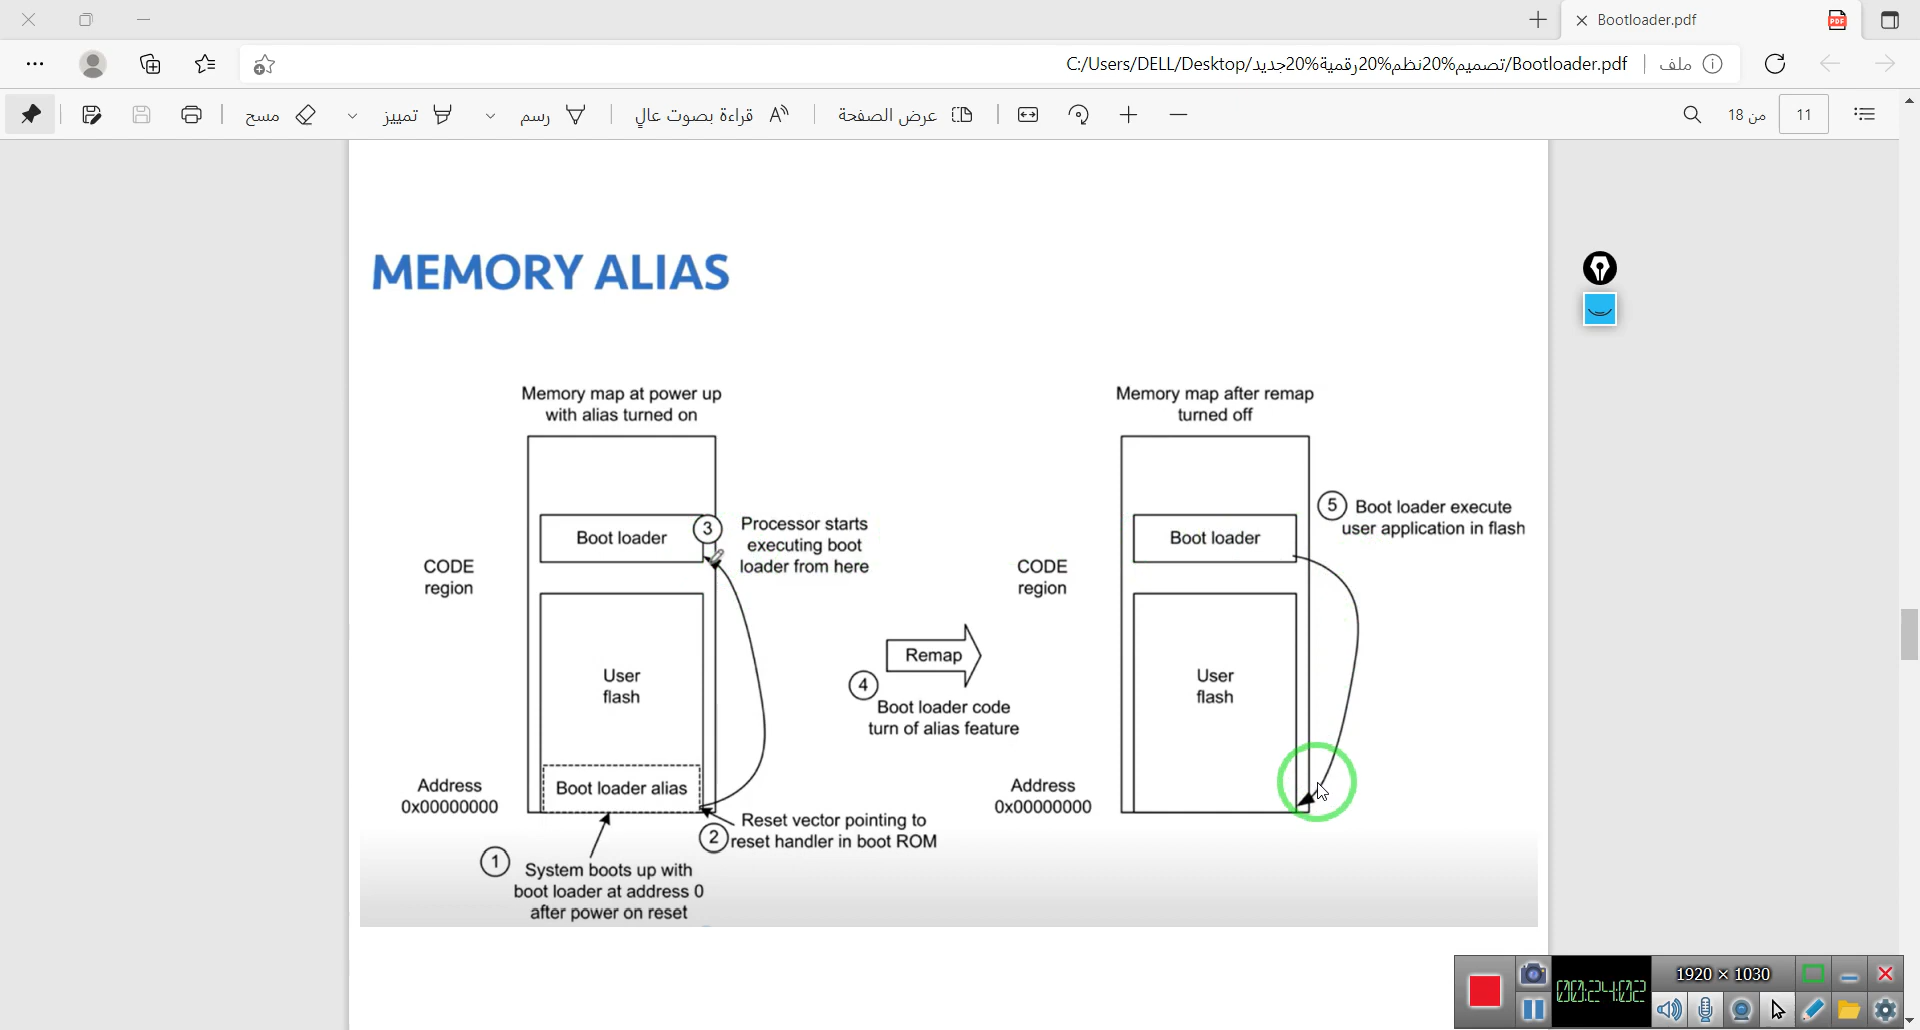 Bootloader.pdf
C:/Users/DELL/Desktop/تصميم%20نظم%20رقمية%20جديد/Bootloader.pdf
ملف
مسح
تمييز
رسم
قراءة بصوت عالٍ
عرض الصفحة
من 18
11
MEMORY ALIAS
Memory map at power up
with alias turned on
Boot loader
3
Processor starts
executing boot
loader from here
CODE
region
User
flash
Boot loader alias
Address
0x00000000
2
Reset vector pointing to
reset handler in boot ROM
1
System boots up with
boot loader at address 0
after power on reset
Remap
4
Boot loader code
turn of alias feature
Memory map after remap
turned off
Boot loader
5
Boot loader execute
user application in flash
CODE
region
User
flash
Address
0x00000000
00:24:02
1920 × 1030